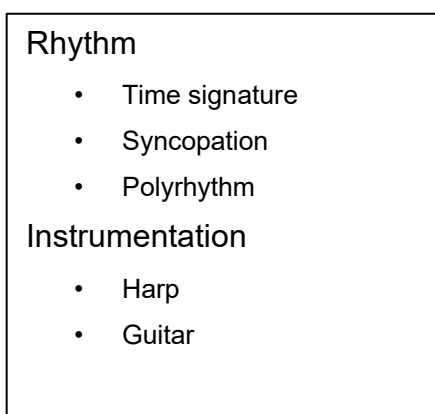 Rhythm
• Time signature
• Syncopation
• Polyrhythm
Instrumentation
• Harp
• Guitar